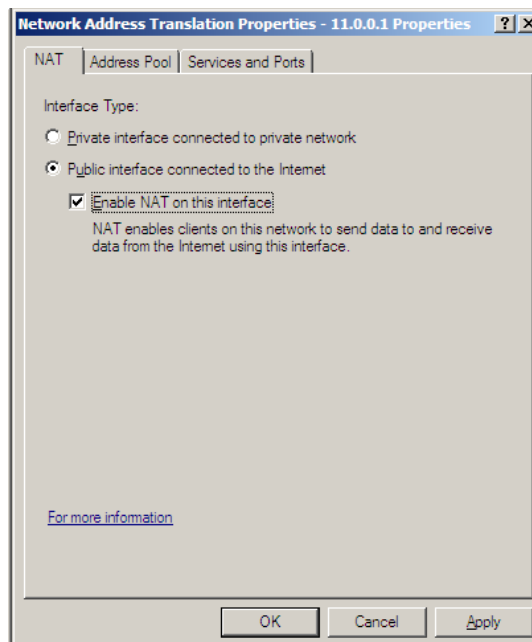 Network Address Translation Properties - 11.0.0.1 Properties
NAT
Address Pool
Services and Ports
Interface Type:
Private interface connected to private network
Public interface connected to the Internet
Enable NAT on this interface
NAT enables clients on this network to send data to and receive
data from the Internet using this interface.
For more information
OK
Cancel
Apply